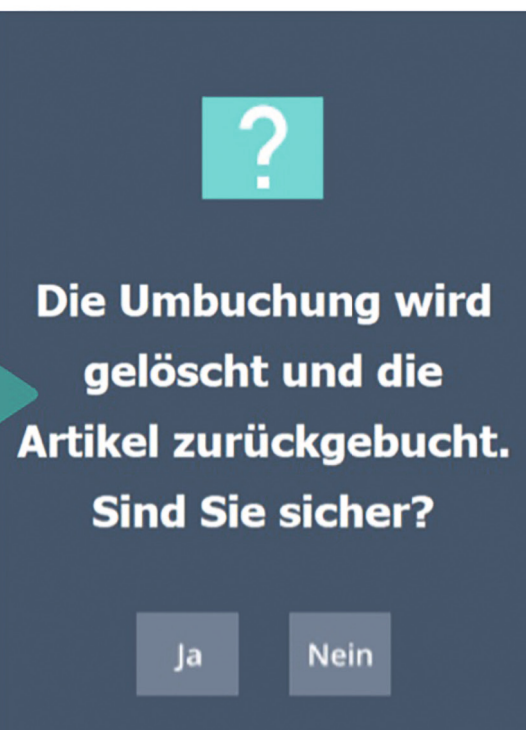 ?
Die Umbuchung wird
gelöscht und die
Artikel zurückgebucht.
Sind Sie sicher?
Ja Nein